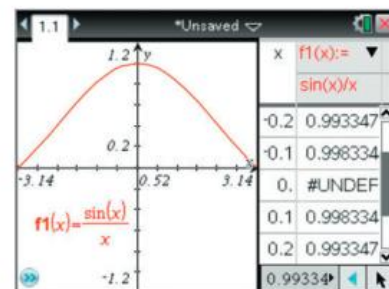 1.1 *Unsaved
1.2 y
0.2
x
-3.14 0.52 3.14
f1(x)=sin(x)/x
-1.2
x f1(x):= ▼
sin(x)/x
-0.2 0.993347
-0.1 0.998334
0. #UNDEF
0.1 0.998334
0.2 0.993347
0.99334